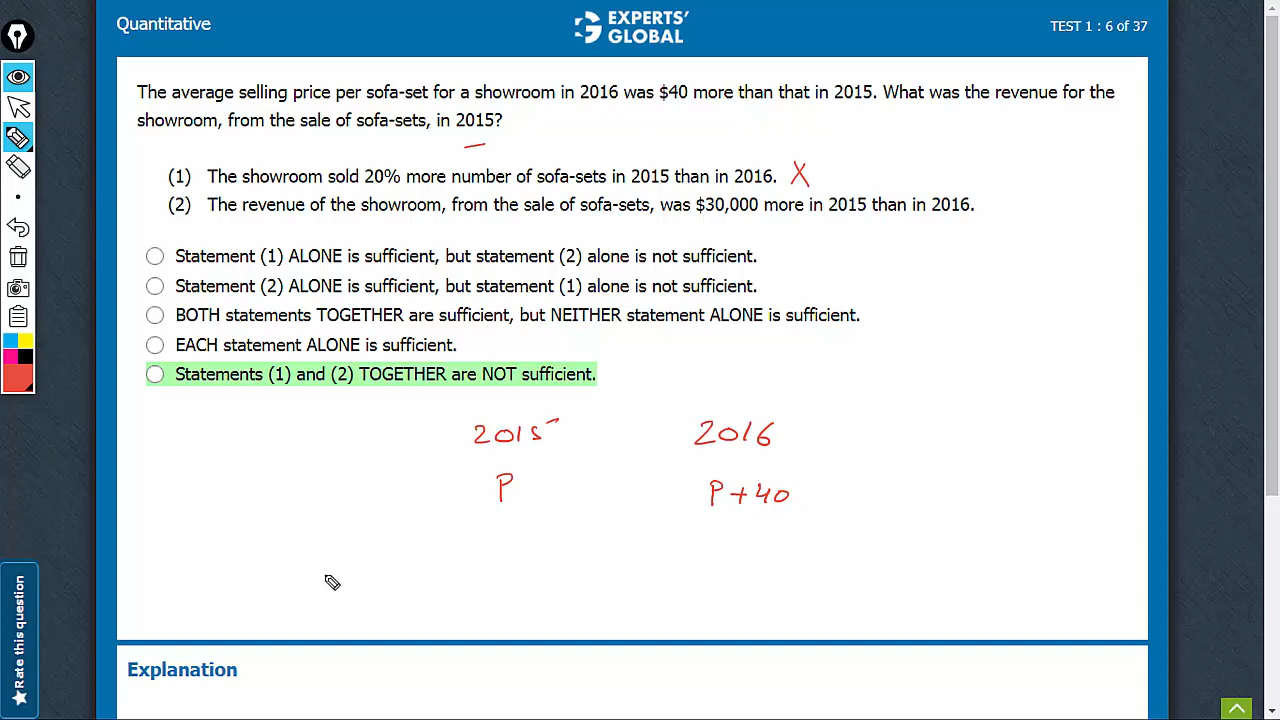 Quantitative
EXPERTS'
GLOBAL
TEST 1 : 6 of 37
The average selling price per sofa-set for a showroom in 2016 was $40 more than that in 2015. What was the revenue for the
showroom, from the sale of sofa-sets, in 2015?
(1) The showroom sold 20% more number of sofa-sets in 2015 than in 2016. X
(2) The revenue of the showroom, from the sale of sofa-sets, was $30,000 more in 2015 than in 2016.
Statement (1) ALONE is sufficient, but statement (2) alone is not sufficient.
Statement (2) ALONE is sufficient, but statement (1) alone is not sufficient.
BOTH statements TOGETHER are sufficient, but NEITHER statement ALONE is sufficient.
EACH statement ALONE is sufficient.
Statements (1) and (2) TOGETHER are NOT sufficient.
2015 2016
P P + 40
Rate this question
Explanation